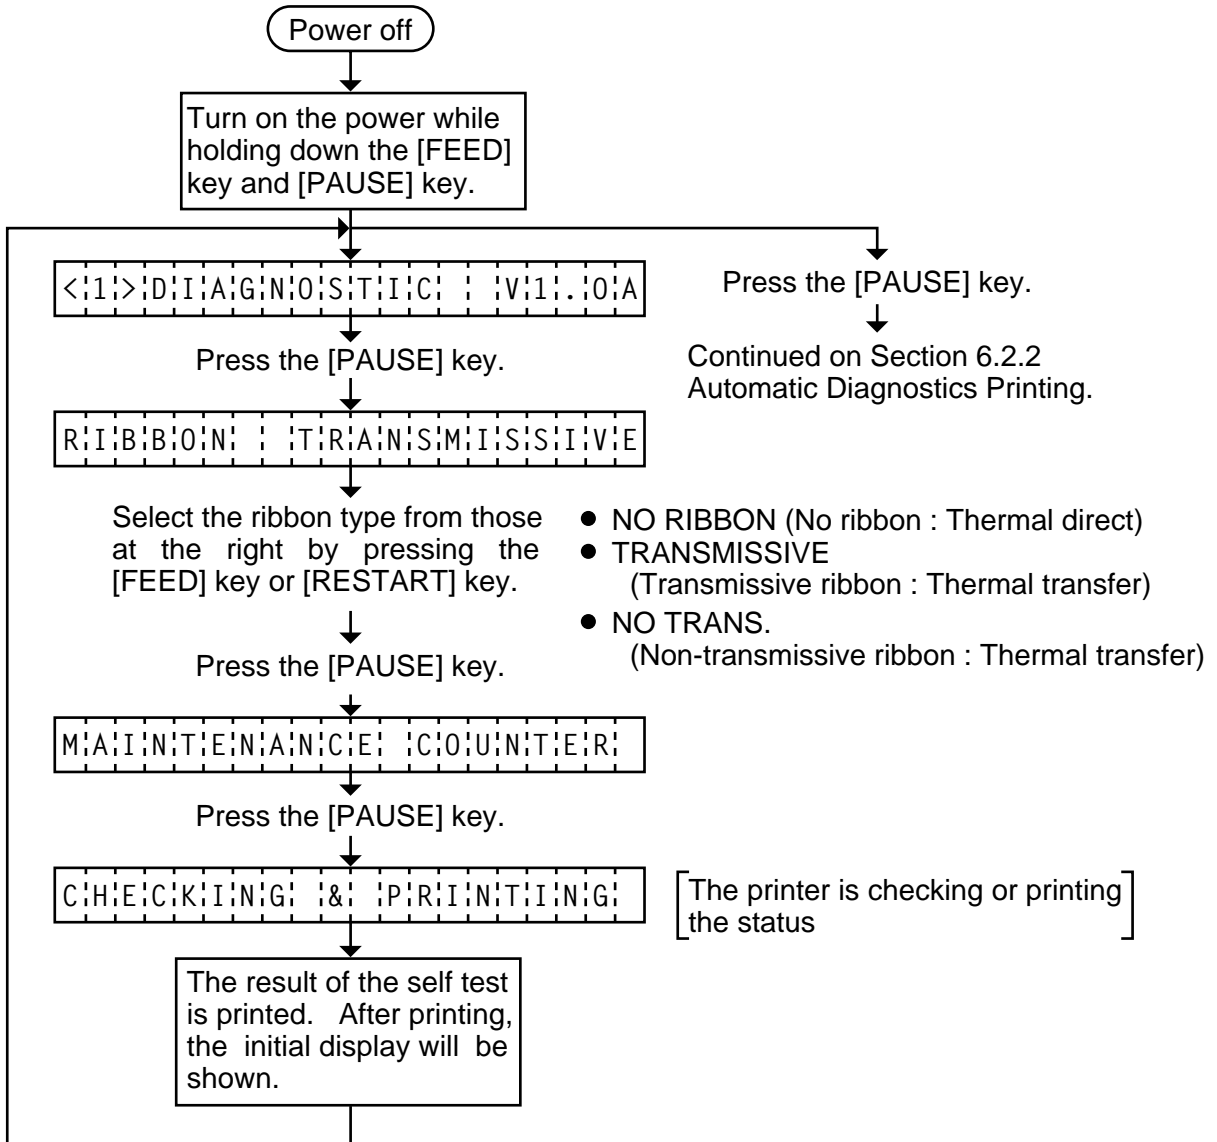 Power off
Turn on the power while
holding down the [FEED]
key and [PAUSE] key.
<1>DIAGNOSTIC  V1.0A
Press the [PAUSE] key.
Press the [PAUSE] key.
Continued on Section 6.2.2
Automatic Diagnostics Printing.
RIBBON  TRANSMISSIVE
Select the ribbon type from those
at the right by pressing the
[FEED] key or [RESTART] key.
● NO RIBBON (No ribbon : Thermal direct)
● TRANSMISSIVE
(Transmissive ribbon : Thermal transfer)
● NO TRANS.
(Non-transmissive ribbon : Thermal transfer)
Press the [PAUSE] key.
MAINTENANCE COUNTER
Press the [PAUSE] key.
CHECKING & PRINTING
The printer is checking or printing
the status
The result of the self test
is printed. After printing,
the initial display will be
shown.